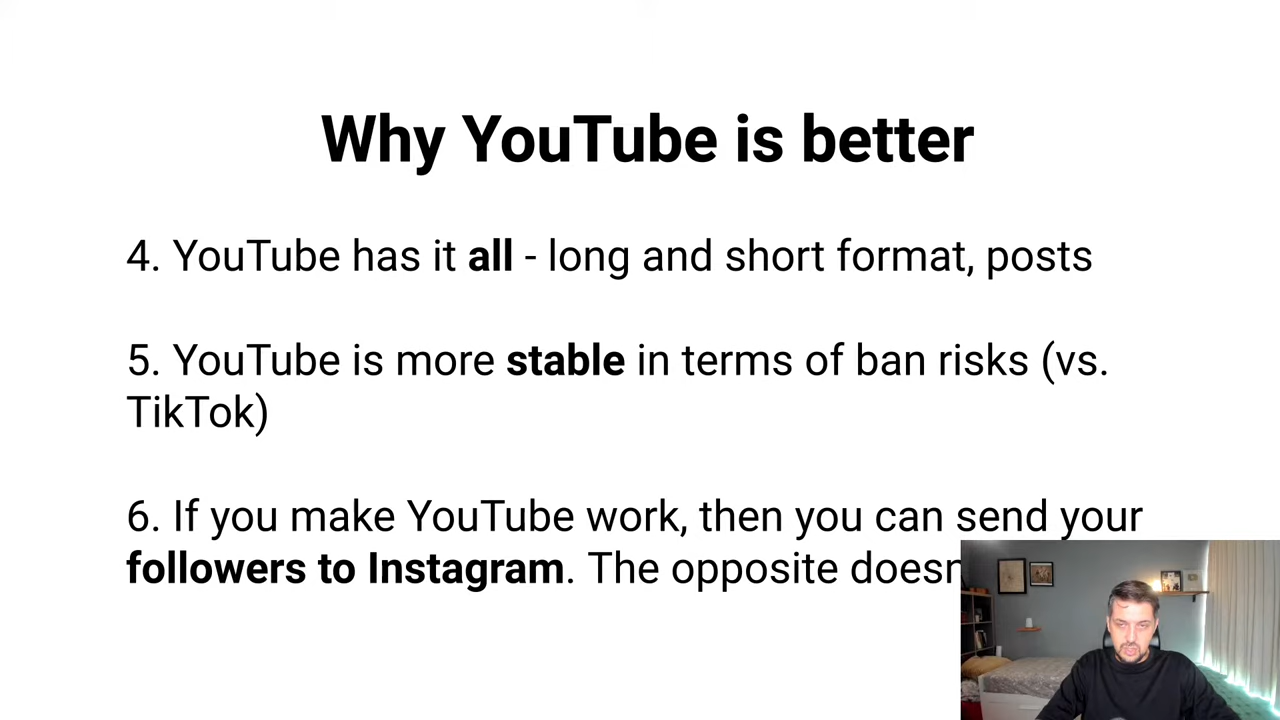 Why YouTube is better
4. YouTube has it all - long and short format, posts
5. YouTube is more stable in terms of ban risks (vs.
TikTok)
6. If you make YouTube work, then you can send your
followers to Instagram. The opposite